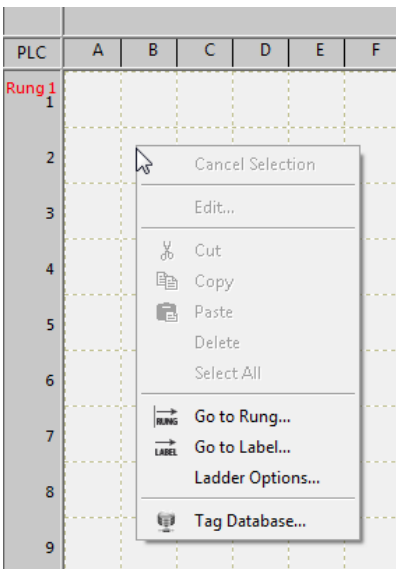 PLC A B C D E F
Rung 1
1
2
Cancel Selection
3
Edit...
Cut
4
Copy
Paste
5
Delete
6
Select All
RUNG Go to Rung...
7
LABEL Go to Label...
Ladder Options...
8
Tag Database...
9